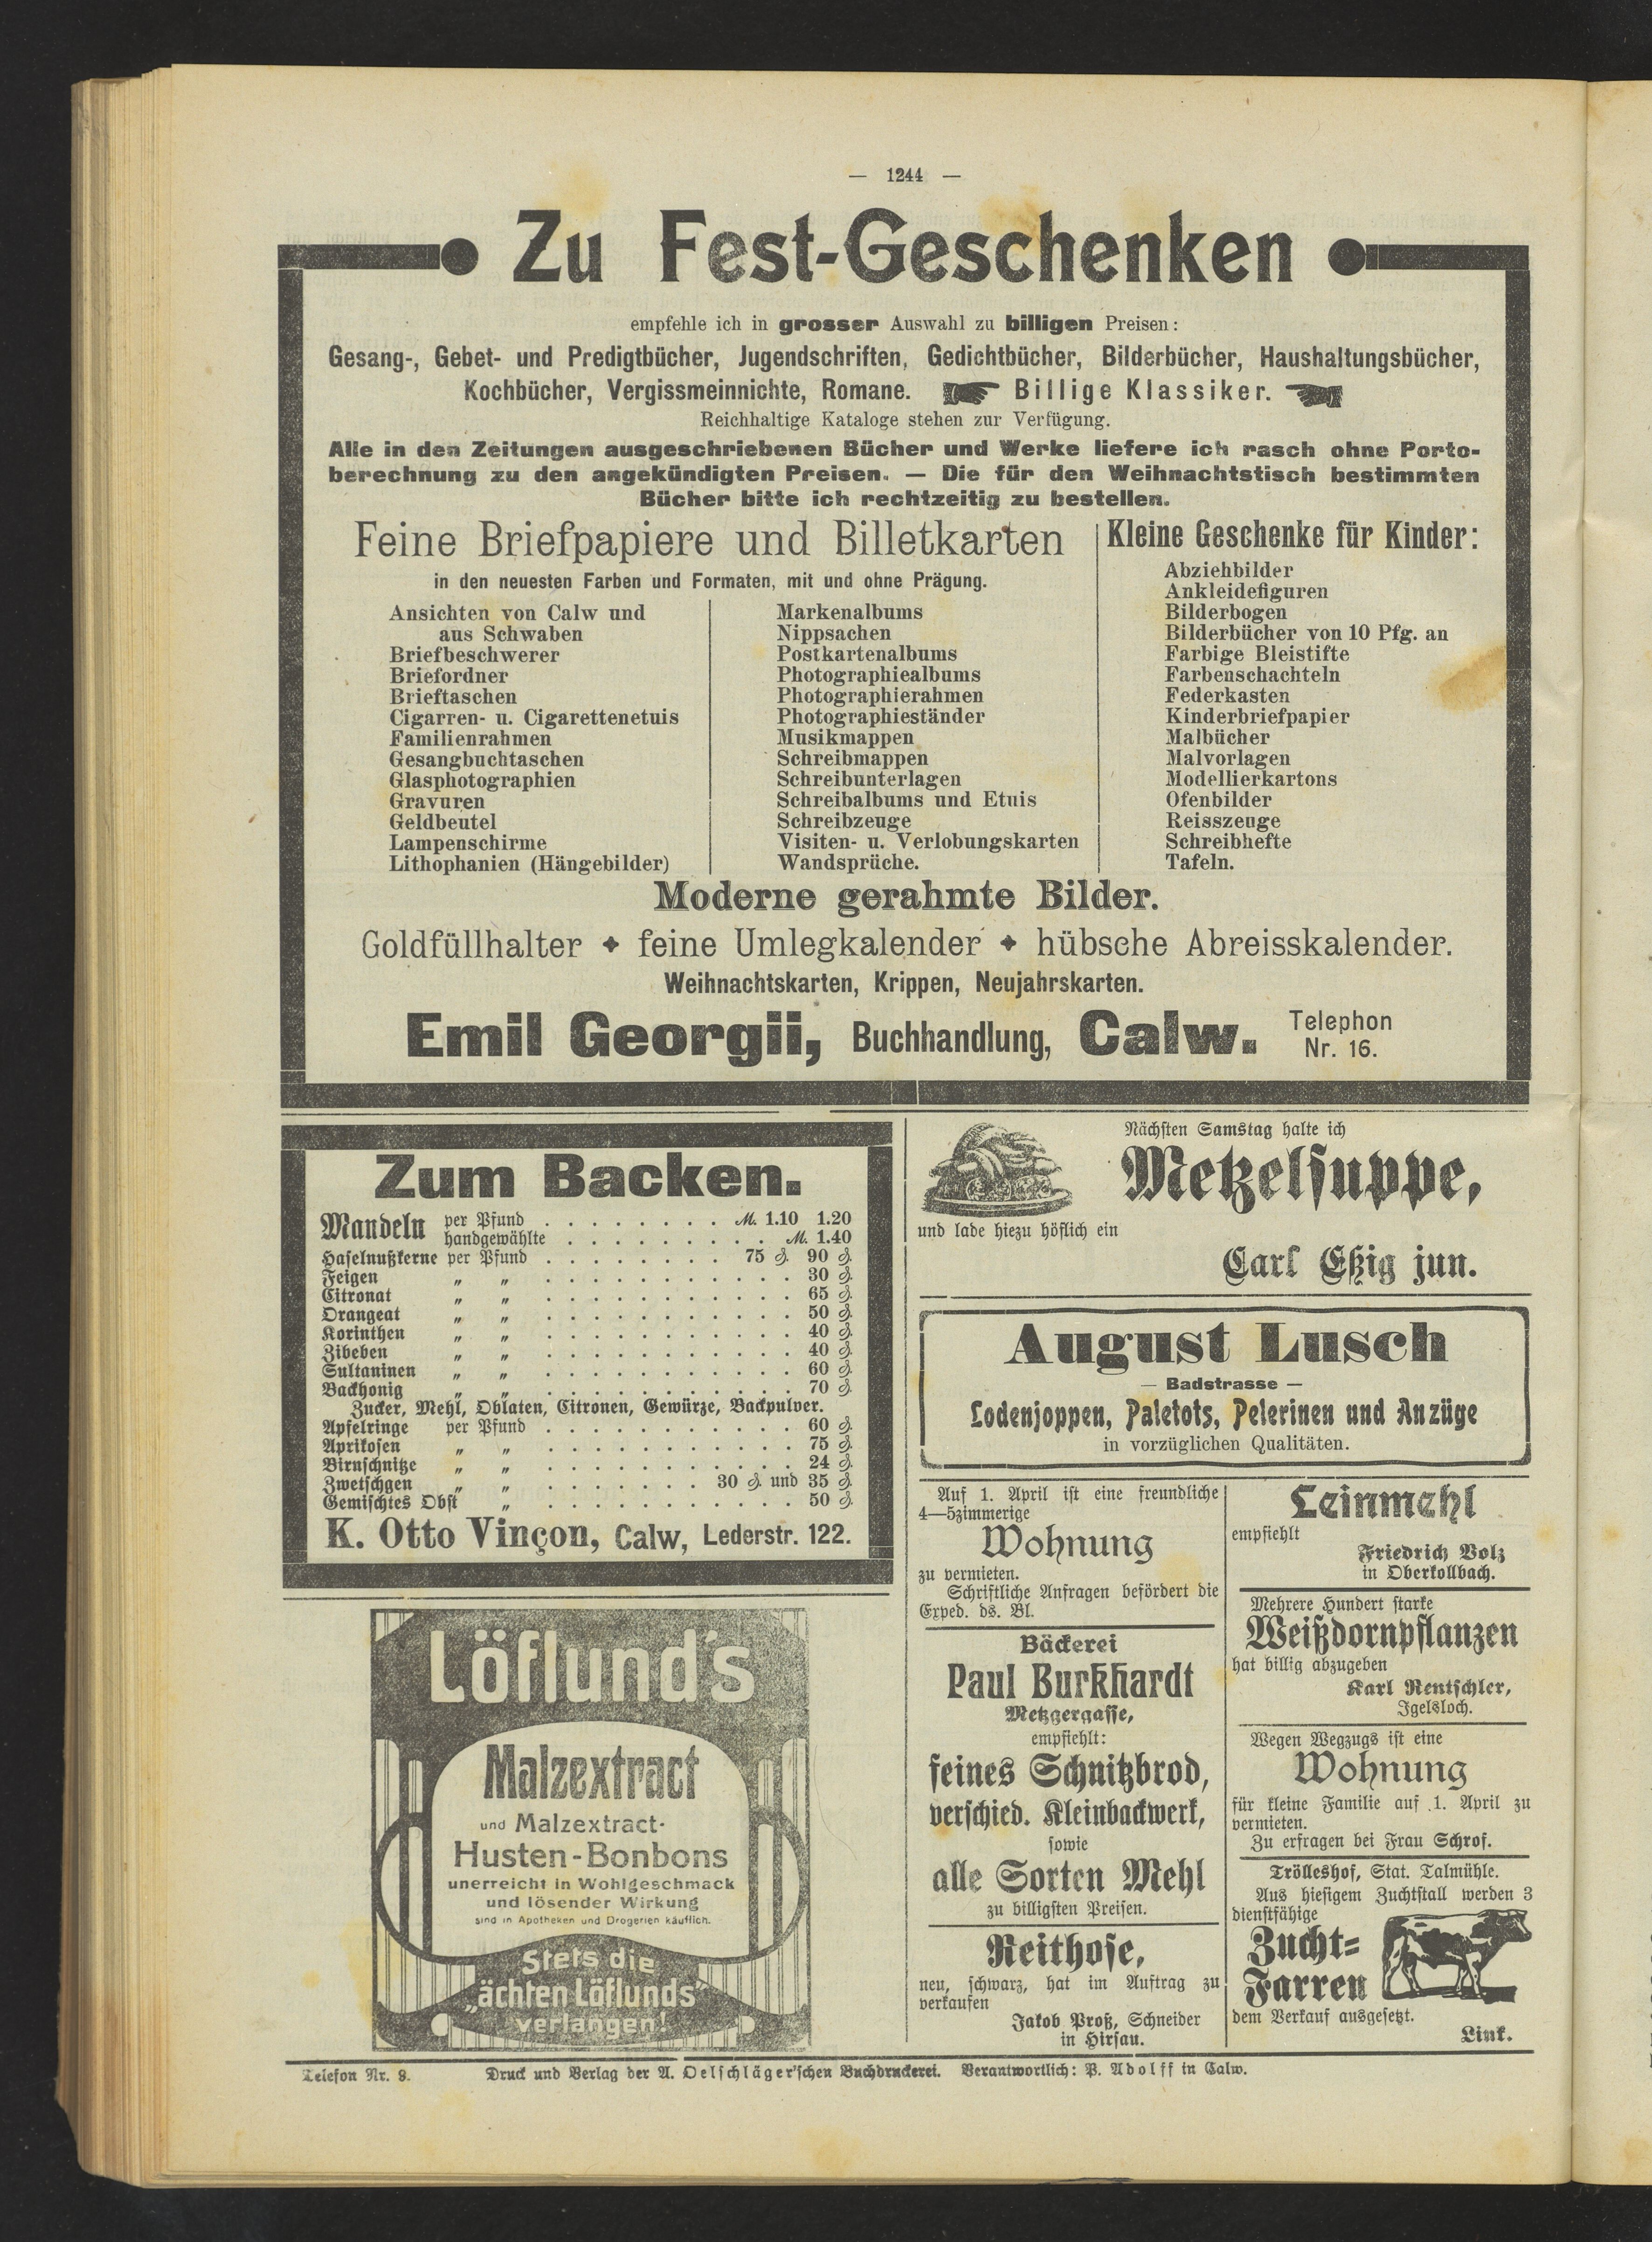 — 1244 —
Zu Fest-Geschenken
empfehle ich in grosser Auswahl zu billigen Preisen:
Gesang-, Gebet- und Predigtbücher, Jugendschriften, Gedichtbücher, Bilderbücher, Haushaltungsbücher,
Kochbücher, Vergissmeinnichte, Romane. Billige Klassiker.
Reichhaltige Kataloge stehen zur Verfügung.
Alle in den Zeitungen ausgeschriebenen Bücher und Werke liefere ich rasch ohne Porto-
berechnung zu den angekündigten Preisen. — Die für den Weihnachtstisch bestimmten
Bücher bitte ich rechtzeitig zu bestellen.
Feine Briefpapiere und Billetkarten
in den neuesten Farben und Formaten, mit und ohne Prägung.
Ansichten von Calw und
aus Schwaben
Briefbeschwerer
Briefordner
Brieftaschen
Cigarren- u. Cigarettenetuis
Familienrahmen
Gesangbuchtaschen
Glasphotographien
Gravuren
Geldbeutel
Lampenschirme
Lithophanien (Hängebilder)
Markenalbums
Nippsachen
Postkartenalbums
Photographiealbums
Photographierahmen
Photographieständer
Musikmappen
Schreibmappen
Schreibunterlagen
Schreibalbums und Etuis
Schreibzeuge
Visiten- u. Verlobungskarten
Wandsprüche.
Kleine Geschenke für Kinder:
Abziehbilder
Ankleidefiguren
Bilderbogen
Bilderbücher von 10 Pfg. an
Farbige Bleistifte
Farbenschachteln
Federkasten
Kinderbriefpapier
Malbücher
Malvorlagen
Modellierkartons
Ofenbilder
Reisszeuge
Schreibhefte
Tafeln.
Moderne gerahmte Bilder.
Goldfüllhalter ✦ feine Umlegkalender ✦ hübsche Abreisskalender.
Weihnachtskarten, Krippen, Neujahrskarten.
Emil Georgii, Buchhandlung, Calw. Telephon
Nr. 16.
Zum Backen.
Mandeln per Pfund . . . . . . . . M. 1.10 1.20
handgewählte . . . . . . . . . M. 1.40
Haselnußkerne per Pfund . . . . . . . . 75 ₰ 90 ₰
Feigen „ „ . . . . . . . . . . . 30 ₰
Citronat „ „ . . . . . . . . . . . 65 ₰
Orangeat „ „ . . . . . . . . . . . 50 ₰
Korinthen „ „ . . . . . . . . . . . 40 ₰
Zibeben „ „ . . . . . . . . . . . 40 ₰
Sultaninen „ „ . . . . . . . . . . . 60 ₰
Backhonig „ „ . . . . . . . . . . . 70 ₰
Zucker, Mehl, Oblaten, Citronen, Gewürze, Backpulver.
Apfelringe per Pfund . . . . . . . . . . . 60 ₰
Aprikosen „ „ . . . . . . . . . . . 75 ₰
Birnschnitze „ „ . . . . . . . . . . . 24 ₰
Zwetschgen „ „ . . . . . . . 30 ₰ und 35 ₰
Gemischtes Obst „ . . . . . . . . . . . 50 ₰
K. Otto Vinçon, Calw, Lederstr. 122.
Löflund's
Malzextract
und Malzextract-
Husten-Bonbons
unerreicht in Wohlgeschmack
und lösender Wirkung
sind in Apotheken und Drogerien käuflich.
Stets die
„ächten Löflunds“
verlangen!
Nächsten Samstag halte ich
Metzelsuppe,
und lade hiezu höflich ein
Carl Eßig jun.
August Lusch
— Badstrasse —
Lodenjoppen, Paletots, Pelerinen und Anzüge
in vorzüglichen Qualitäten.
Auf 1. April ist eine freundliche
4—5zimmerige
Wohnung
zu vermieten.
Schriftliche Anfragen befördert die
Exped. ds. Bl.
Bäckerei
Paul Burkhardt
Metzgergasse,
empfiehlt:
feines Schnitzbrod,
verschied. Kleinbackwerk,
sowie
alle Sorten Mehl
zu billigsten Preisen.
Reithose,
neu, schwarz, hat im Auftrag zu
verkaufen
Jakob Proß, Schneider
in Hirsau.
Leinmehl
empfiehlt
Friedrich Volz
in Oberkollbach.
Mehrere Hundert starke
Weißdornpflanzen
hat billig abzugeben
Karl Rentschler,
Igelsloch.
Wegen Wegzugs ist eine
Wohnung
für kleine Familie auf 1. April zu
vermieten.
Zu erfragen bei Frau Schrof.
Trölleshof, Stat. Talmühle.
Aus hiesigem Zuchtstall werden 3
dienstfähige
Zucht-
Farren
dem Verkauf ausgesetzt.
Link.
Telefon Nr. 9. Druck und Verlag der A. Oelschläger'schen Buchdruckerei. Verantwortlich: P. Adolff in Calw.